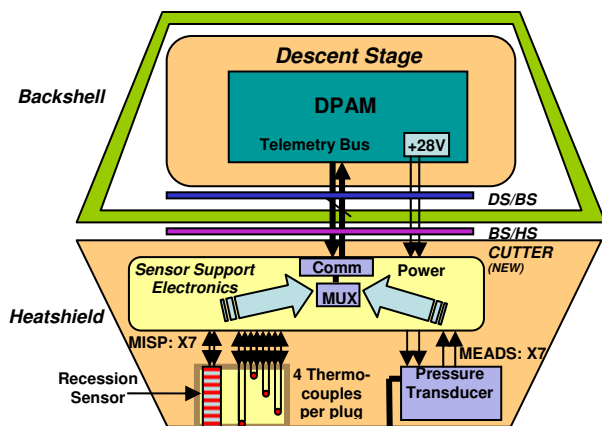 Descent Stage
Backshell
DPAM
Telemetry Bus
+28V
DS/BS
BS/HS
CUTTER
(NEW)
Sensor Support
Electronics
Comm
Power
MUX
Heatshield
MISP: X7
MEADS: X7
Recession
Sensor
4 Thermo-
couples
per plug
Pressure
Transducer